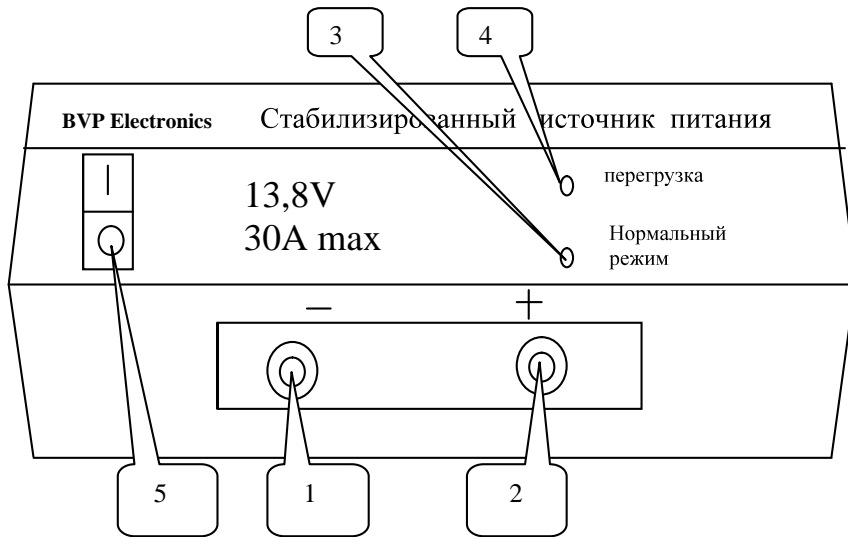 3 4
BVP Electronics Стабилизированный источник питания
13,8V
30A max
перегрузка
Нормальный
режим
– +
5 1 2